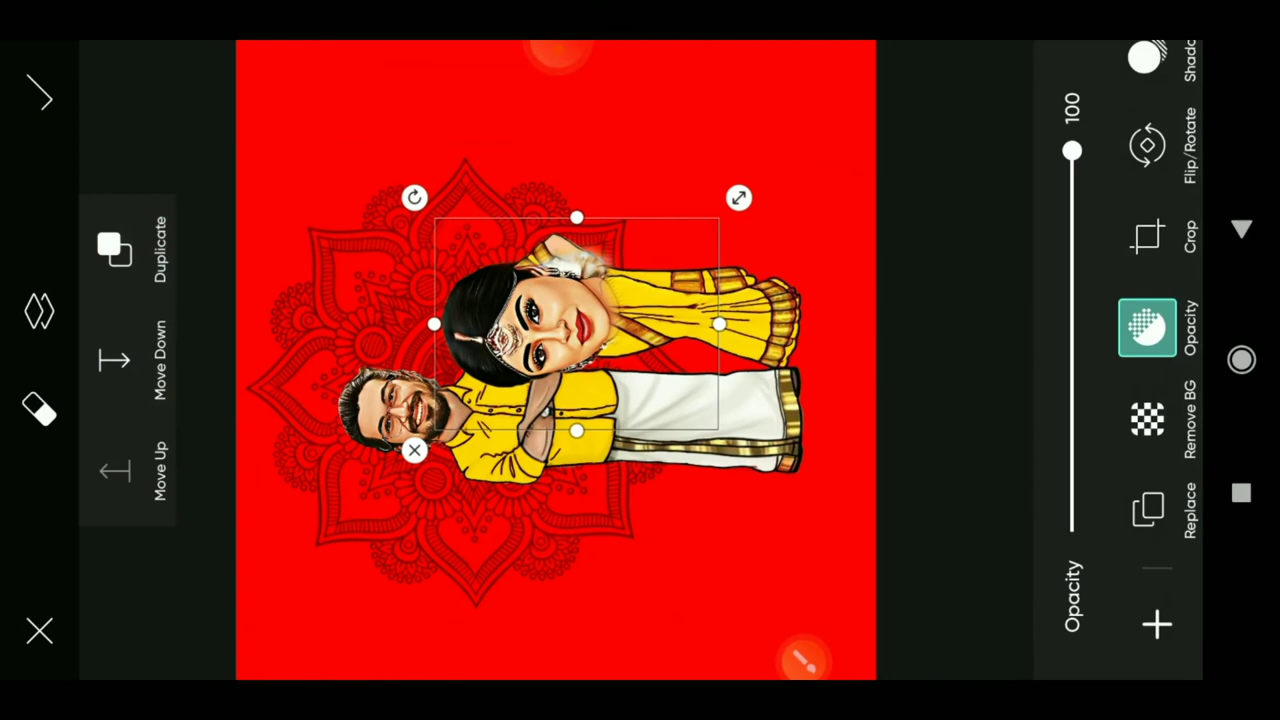 Duplicate
Move Down
Move Up
Opacity
100
Replace
Remove BG
Opacity
Crop
Flip/Rotate
Shado